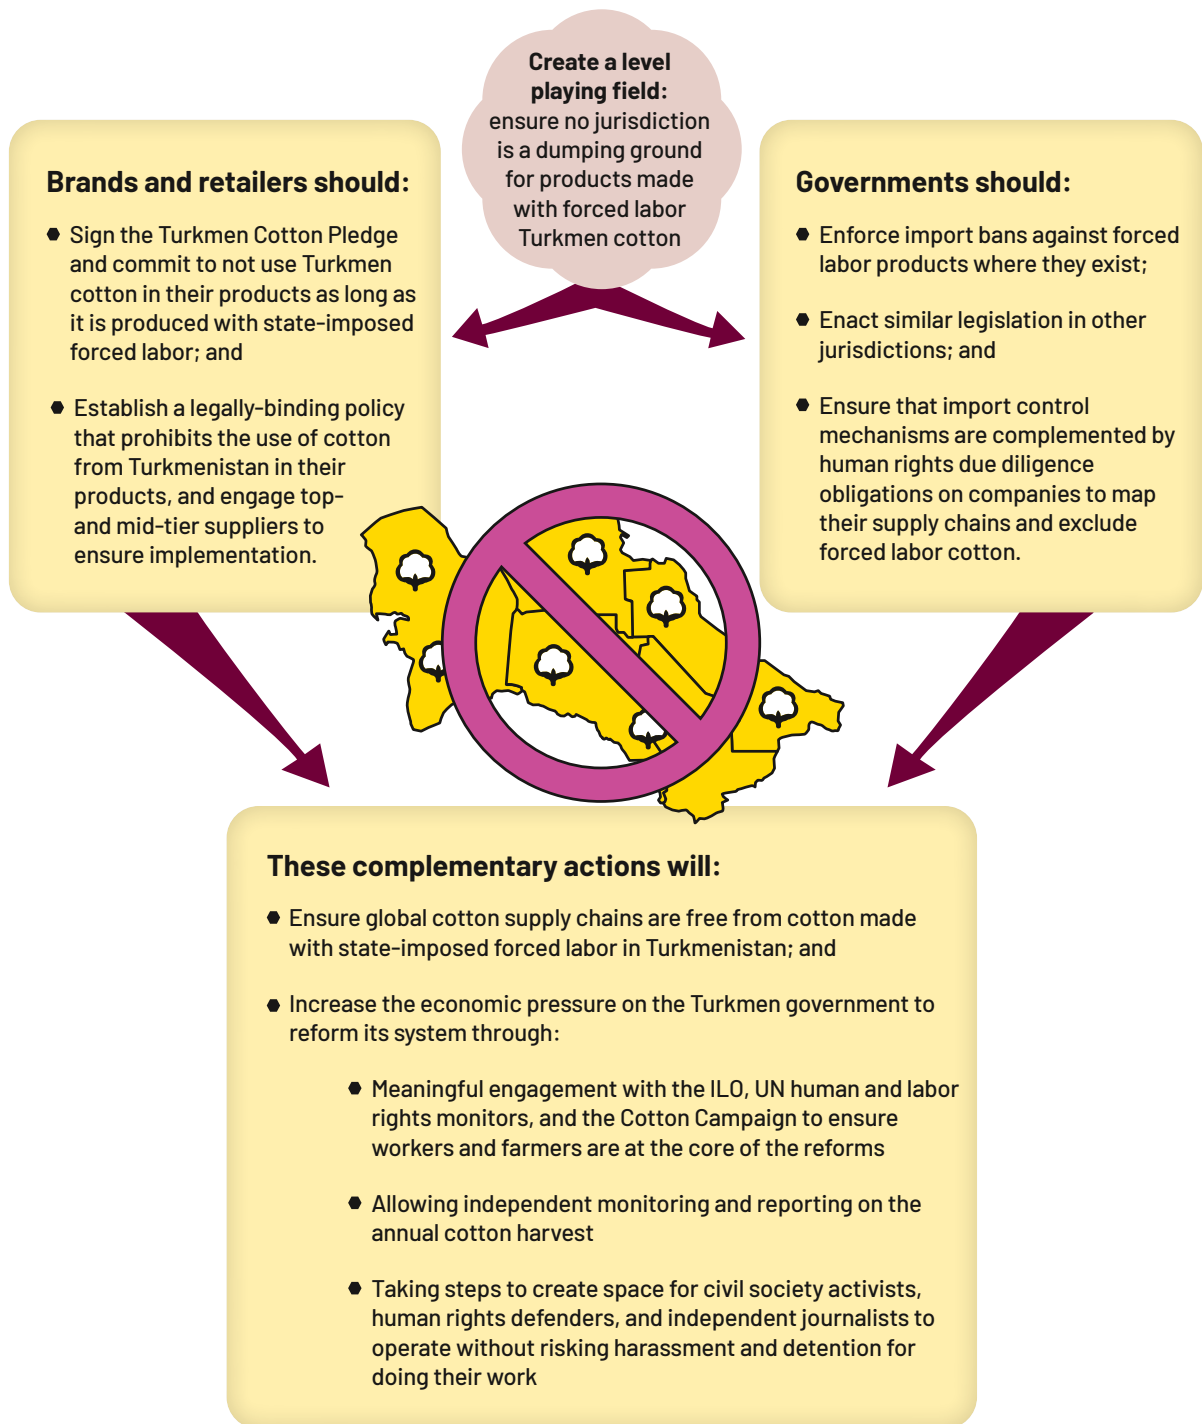 Create a level
playing field:
ensure no jurisdiction
is a dumping ground
for products made
with forced labor
Turkmen cotton
Brands and retailers should:
Sign the Turkmen Cotton Pledge
and commit to not use Turkmen
cotton in their products as long as
it is produced with state-imposed
forced labor; and
Establish a legally-binding policy
that prohibits the use of cotton
from Turkmenistan in their
products, and engage top-
and mid-tier suppliers to
ensure implementation.
Governments should:
Enforce import bans against forced
labor products where they exist;
Enact similar legislation in other
jurisdictions; and
Ensure that import control
mechanisms are complemented by
human rights due diligence
obligations on companies to map
their supply chains and exclude
forced labor cotton.
These complementary actions will:
Ensure global cotton supply chains are free from cotton made
with state-imposed forced labor in Turkmenistan; and
Increase the economic pressure on the Turkmen government to
reform its system through:
Meaningful engagement with the ILO, UN human and labor
rights monitors, and the Cotton Campaign to ensure
workers and farmers are at the core of the reforms
Allowing independent monitoring and reporting on the
annual cotton harvest
Taking steps to create space for civil society activists,
human rights defenders, and independent journalists to
operate without risking harassment and detention for
doing their work